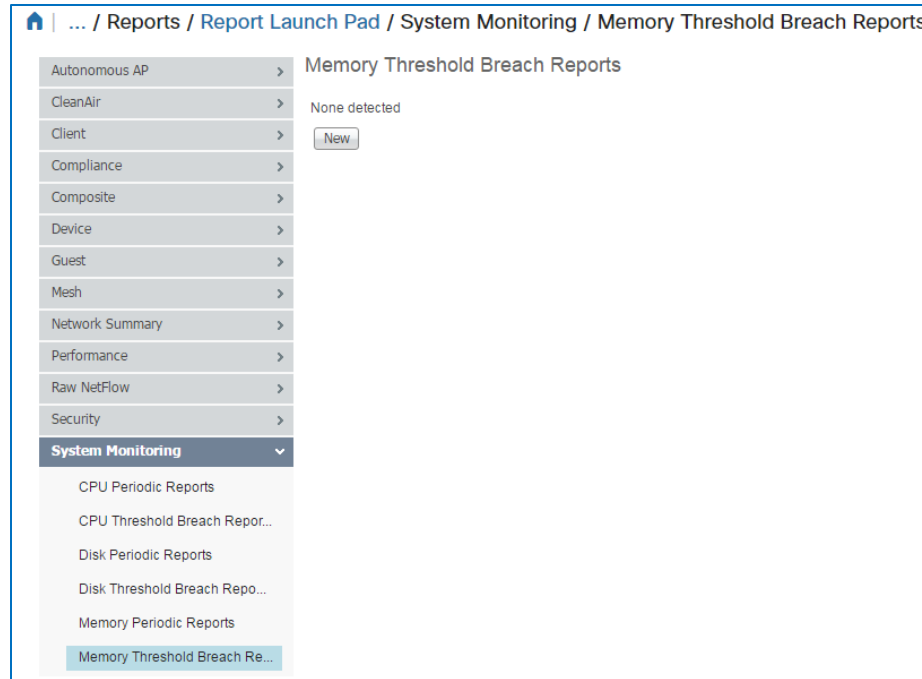 ... / Reports / Report Launch Pad / System Monitoring / Memory Threshold Breach Reports
Autonomous AP
CleanAir
Client
Compliance
Composite
Device
Guest
Mesh
Network Summary
Performance
Raw NetFlow
Security
System Monitoring
CPU Periodic Reports
CPU Threshold Breach Repor...
Disk Periodic Reports
Disk Threshold Breach Repo...
Memory Periodic Reports
Memory Threshold Breach Re...
Memory Threshold Breach Reports
None detected
New